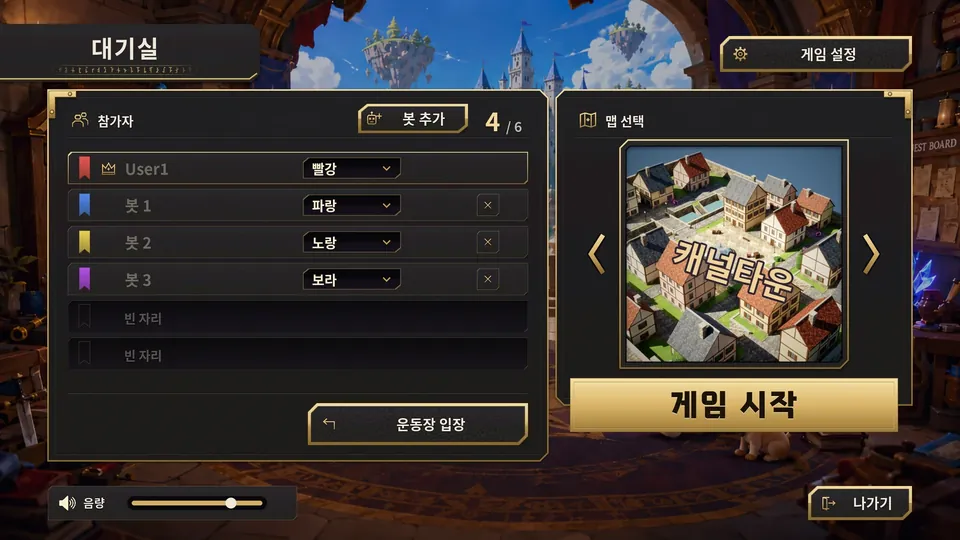 대기실
게임 설정
참가자
봇 추가
4 / 6
맵 선택
User1
빨강
봇 1
파랑
봇 2
노랑
봇 3
보라
빈 자리
빈 자리
캐널타운
게임 시작
운동장 입장
음량
나가기
EST BOARD